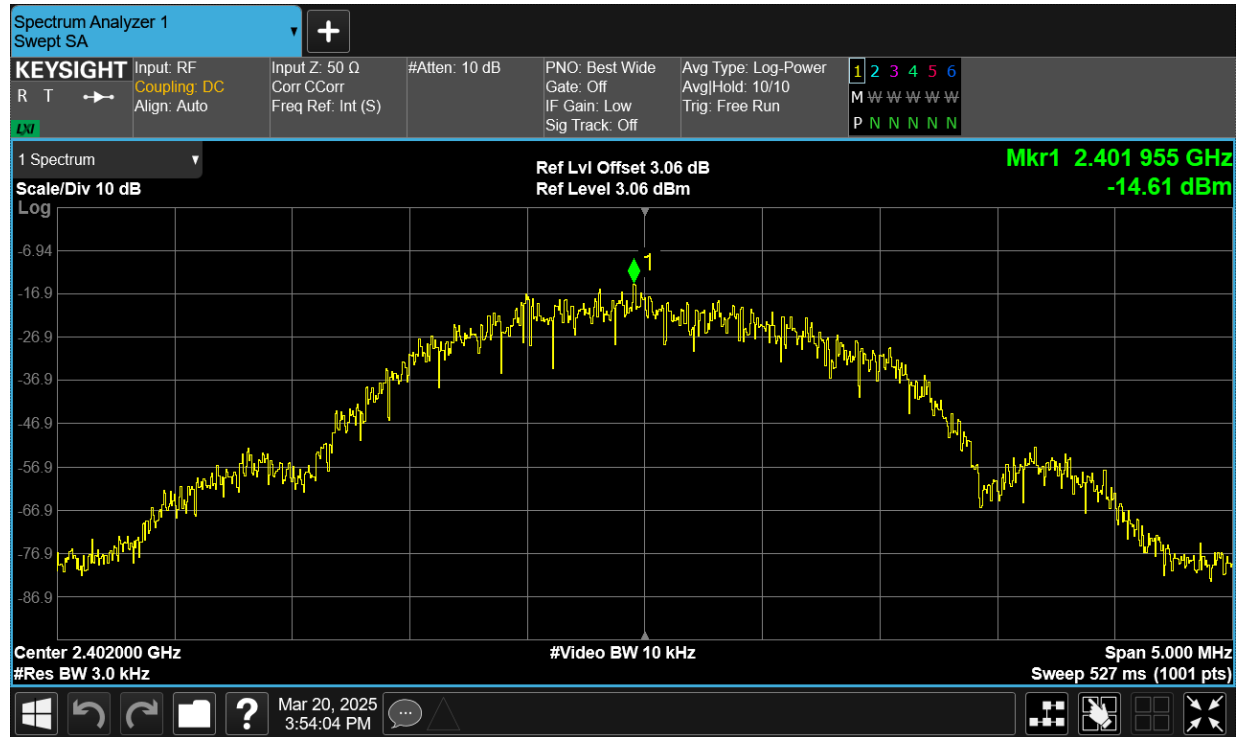 Spectrum Analyzer 1
Swept SA
KEYSIGHT
R T
LXI
Input: RF
Coupling: DC
Align: Auto
Input Z: 50 Ω
Corr CCorr
Freq Ref: Int (S)
#Atten: 10 dB
PNO: Best Wide
Gate: Off
IF Gain: Low
Sig Track: Off
Avg Type: Log-Power
Avg|Hold: 10/10
Trig: Free Run
1 2 3 4 5 6
M W W W W W
P N N N N N
1 Spectrum
Scale/Div 10 dB
Log
Ref Lvl Offset 3.06 dB
Ref Level 3.06 dBm
Mkr1 2.401 955 GHz
-14.61 dBm
1
-6.94
-16.9
-26.9
-36.9
-46.9
-56.9
-66.9
-76.9
-86.9
Center 2.402000 GHz
#Res BW 3.0 kHz
#Video BW 10 kHz
Span 5.000 MHz
Sweep 527 ms (1001 pts)
?
Mar 20, 2025
3:54:04 PM